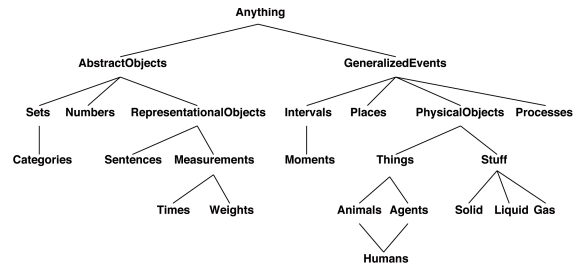 Anything
AbstractObjects GeneralizedEvents
Sets Numbers RepresentationalObjects Intervals Places PhysicalObjects Processes
Categories Sentences Measurements Moments Things Stuff
Times Weights Animals Agents Solid Liquid Gas
Humans